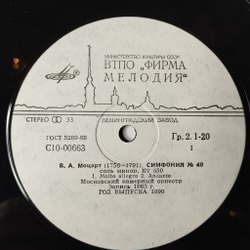 МИНИСТЕРСТВО КУЛЬТУРЫ СССР
ВТПО „ФИРМА
МЕЛОДИЯ"
СТЕРЕО 33
ЛЕНИНГРАДСКИЙ ЗАВОД
ГОСТ 5289-88
Гр. 2. 1-20
С10-00663
1
В. А. Моцарт (1756—1791). СИМФОНИЯ № 40
соль минор, KV 550
1. Molto allegro 2. Andante
Московский камерный оркестр
Запись 1963 г.
ГОД ВЫПУСКА 1990